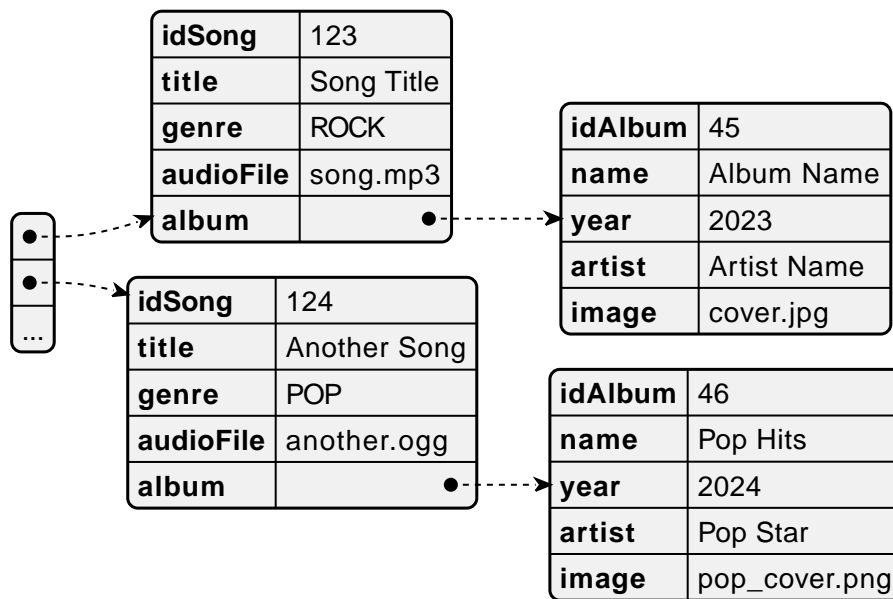 idSong 123
title Song Title
genre ROCK
audioFile song.mp3
album
idAlbum 45
name Album Name
year 2023
artist Artist Name
image cover.jpg
...
idSong 124
title Another Song
genre POP
audioFile another.ogg
album
idAlbum 46
name Pop Hits
year 2024
artist Pop Star
image pop_cover.png